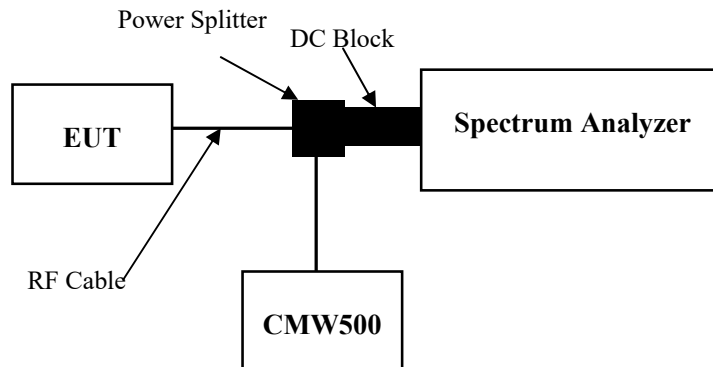 Power Splitter
DC Block
EUT
Spectrum Analyzer
RF Cable
CMW500